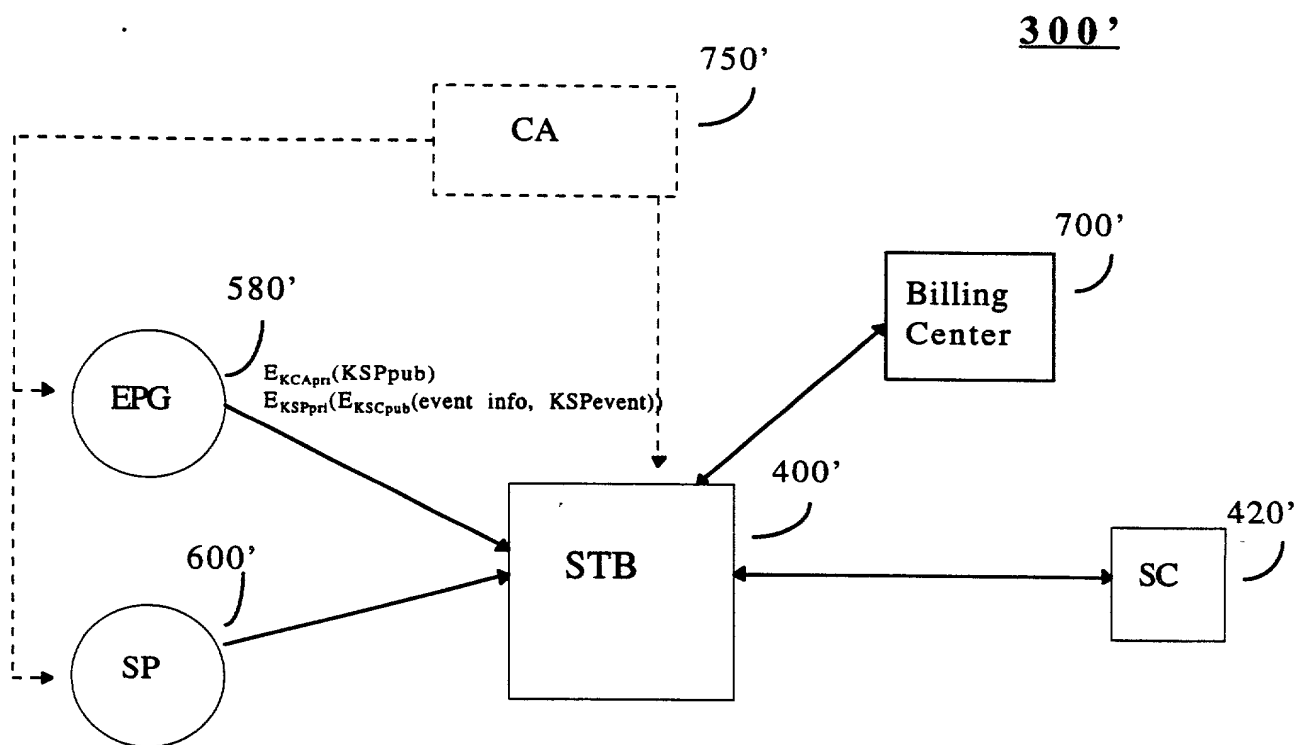 300’
750’
CA
700’
Billing
Center
580’
EPG
E_KCApri(KSPpub)
E_KSPpri(E_KSCpub(event info, KSPevent))
400’
STB
420’
SC
600’
SP